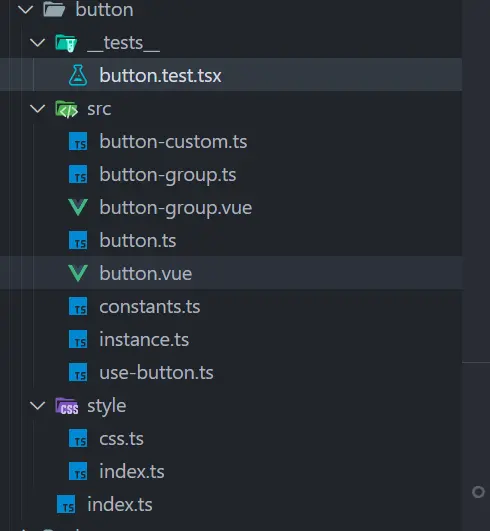 button
__tests__
button.test.tsx
src
TS button-custom.ts
TS button-group.ts
button-group.vue
TS button.ts
button.vue
TS constants.ts
TS instance.ts
TS use-button.ts
CSS style
TS css.ts
TS index.ts
TS index.ts